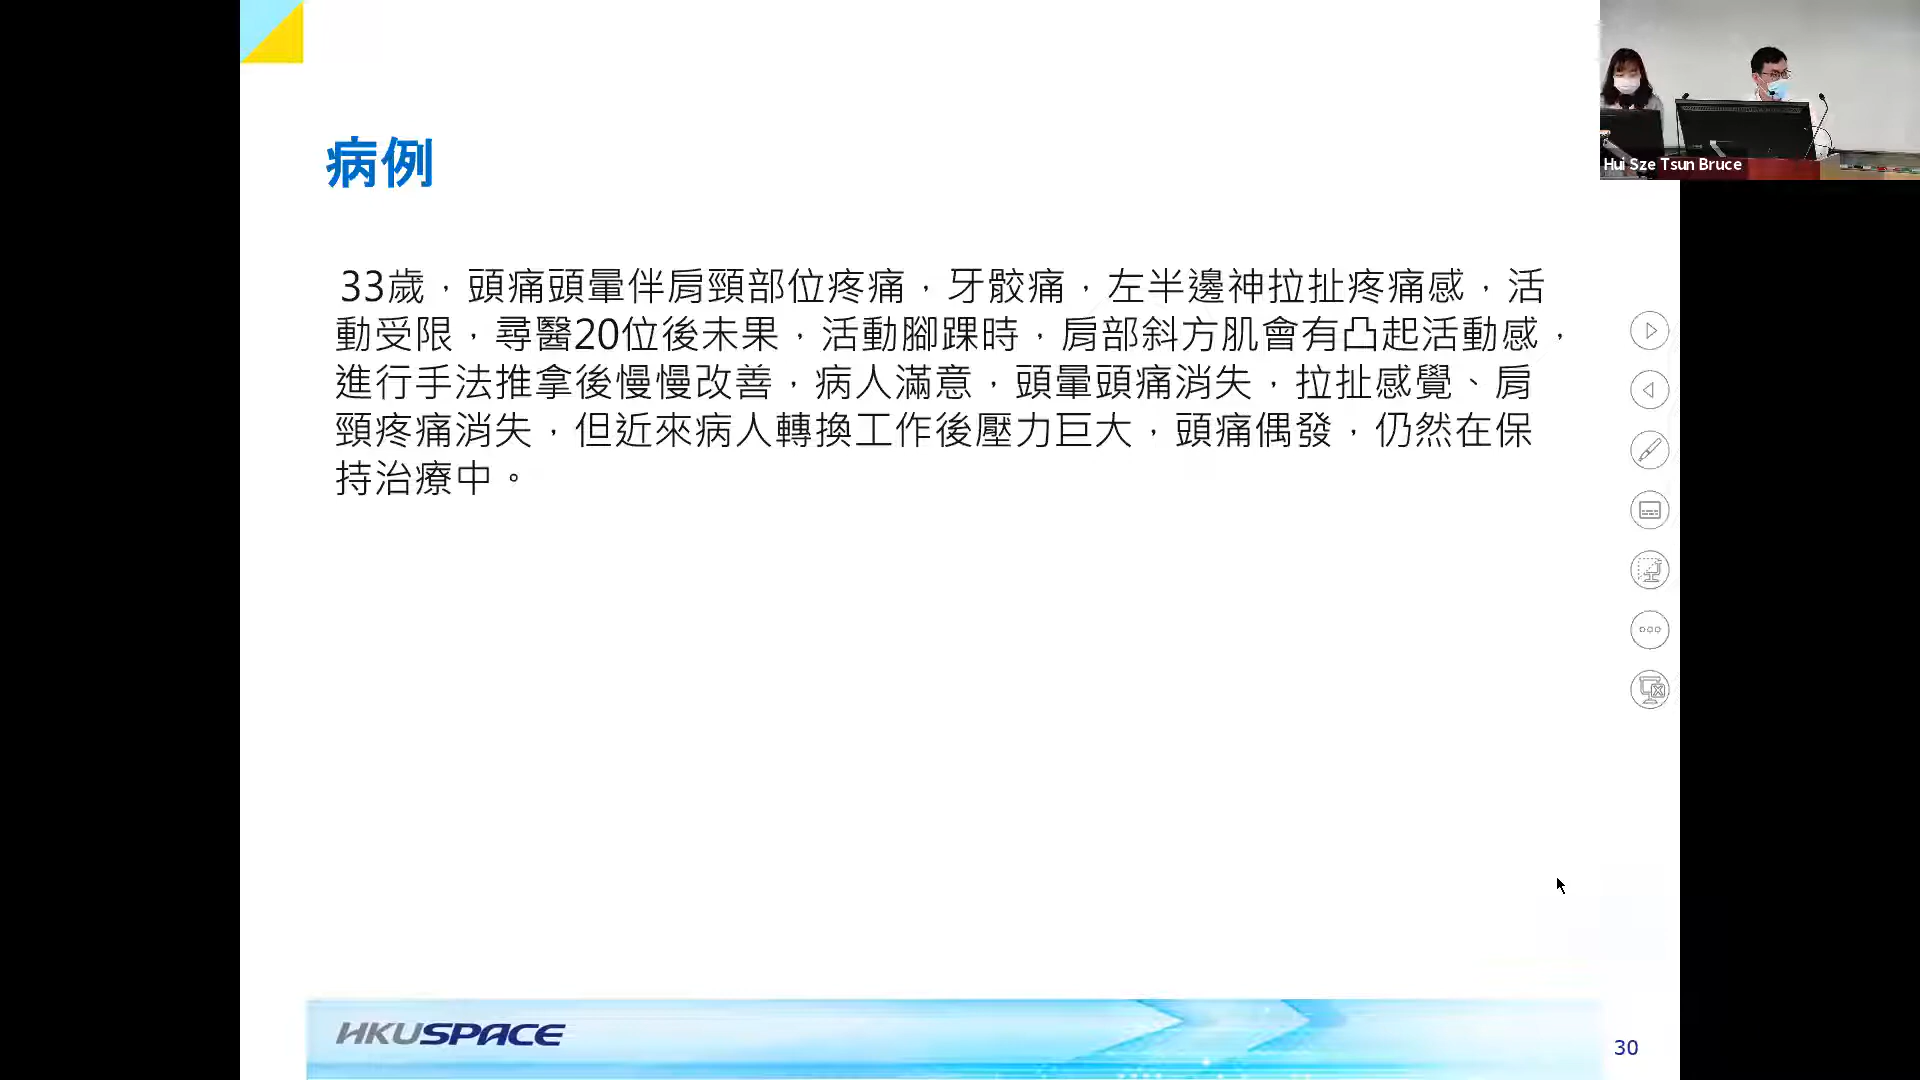 病例
33歲，頭痛頭暈伴肩頸部位疼痛，牙骹痛，左半邊神拉扯疼痛感，活
動受限，尋醫20位後未果，活動腳踝時，肩部斜方肌會有凸起活動感，
進行手法推拿後慢慢改善，病人滿意，頭暈頭痛消失，拉扯感覺、肩
頸疼痛消失，但近來病人轉換工作後壓力巨大，頭痛偶發，仍然在保
持治療中。
Hui Sze Tsun Bruce
HKUSPACE
30